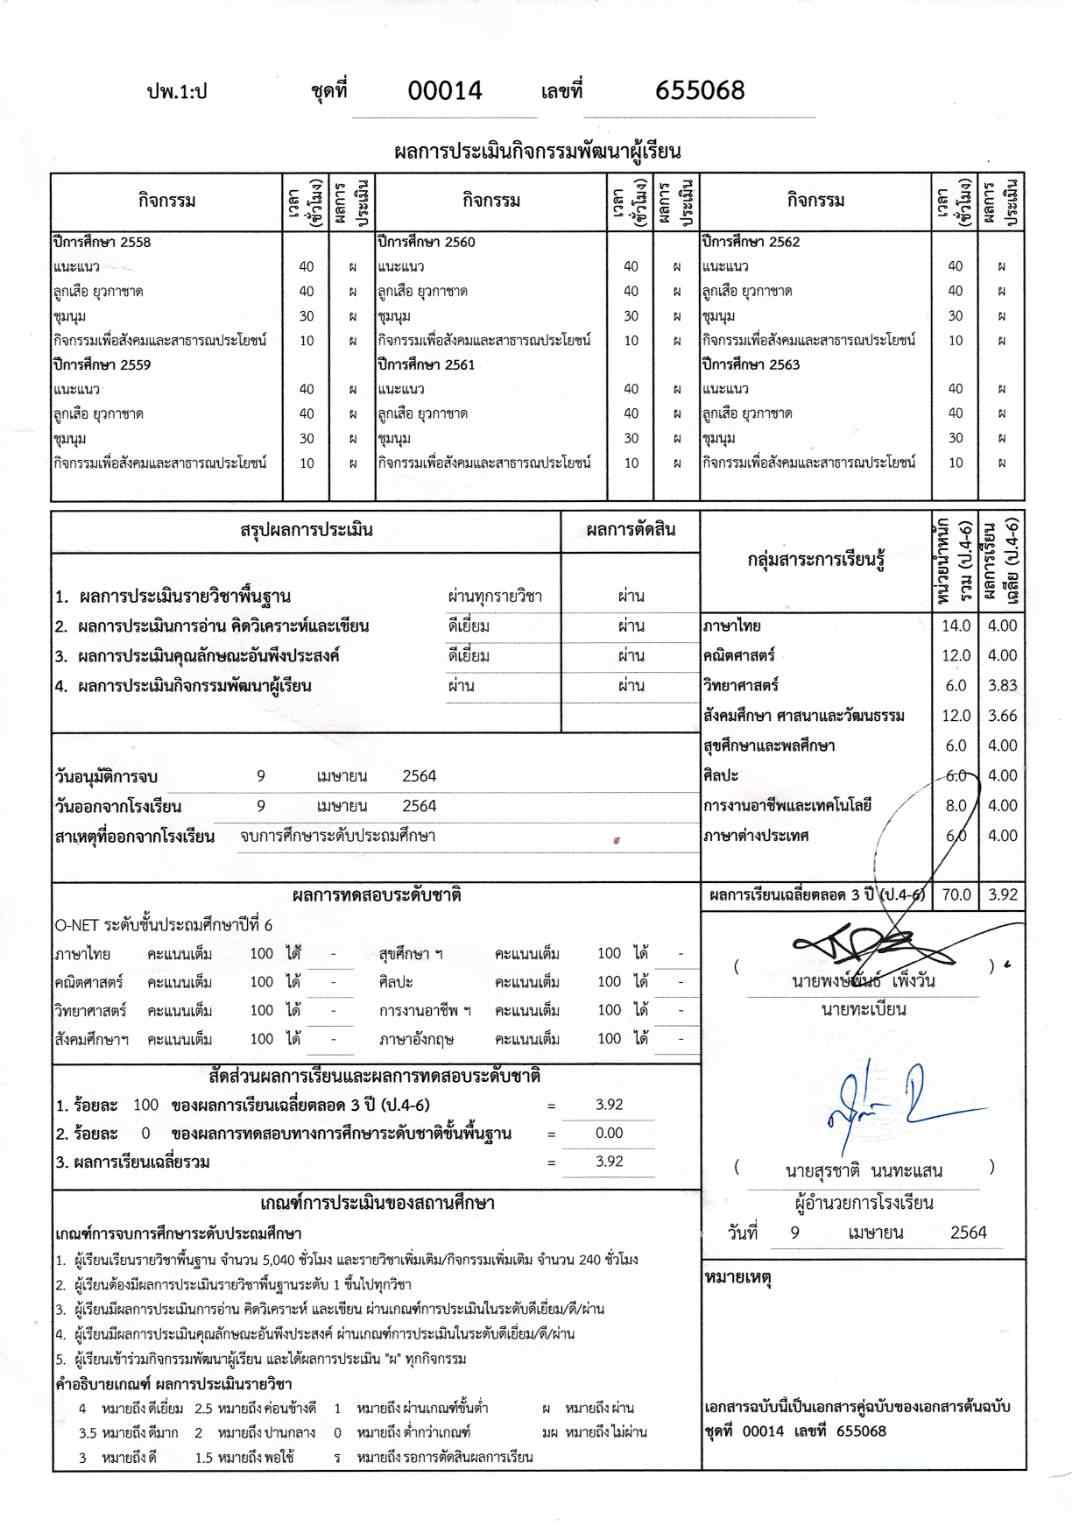 ปพ.1:ป ชุดที่ 00014 เลขที่ 655068
ผลการประเมินกิจกรรมพัฒนาผู้เรียน
กิจกรรม เวลา (ชั่วโมง) ผลการประเมิน กิจกรรม เวลา (ชั่วโมง) ผลการประเมิน กิจกรรม เวลา (ชั่วโมง) ผลการประเมิน
ปีการศึกษา 2558 ปีการศึกษา 2560 ปีการศึกษา 2562
แนะแนว 40 ผ แนะแนว 40 ผ แนะแนว 40 ผ
ลูกเสือ ยุวกาชาด 40 ผ ลูกเสือ ยุวกาชาด 40 ผ ลูกเสือ ยุวกาชาด 40 ผ
ชุมนุม 30 ผ ชุมนุม 30 ผ ชุมนุม 30 ผ
กิจกรรมเพื่อสังคมและสาธารณประโยชน์ 10 ผ กิจกรรมเพื่อสังคมและสาธารณประโยชน์ 10 ผ กิจกรรมเพื่อสังคมและสาธารณประโยชน์ 10 ผ
ปีการศึกษา 2559 ปีการศึกษา 2561 ปีการศึกษา 2563
แนะแนว 40 ผ แนะแนว 40 ผ แนะแนว 40 ผ
ลูกเสือ ยุวกาชาด 40 ผ ลูกเสือ ยุวกาชาด 40 ผ ลูกเสือ ยุวกาชาด 40 ผ
ชุมนุม 30 ผ ชุมนุม 30 ผ ชุมนุม 30 ผ
กิจกรรมเพื่อสังคมและสาธารณประโยชน์ 10 ผ กิจกรรมเพื่อสังคมและสาธารณประโยชน์ 10 ผ กิจกรรมเพื่อสังคมและสาธารณประโยชน์ 10 ผ
สรุปผลการประเมิน ผลการตัดสิน
1. ผลการประเมินรายวิชาพื้นฐาน ผ่านทุกรายวิชา ผ่าน
2. ผลการประเมินการอ่าน คิดวิเคราะห์และเขียน ดีเยี่ยม ผ่าน
3. ผลการประเมินคุณลักษณะอันพึงประสงค์ ดีเยี่ยม ผ่าน
4. ผลการประเมินกิจกรรมพัฒนาผู้เรียน ผ่าน ผ่าน
วันอนุมัติการจบ 9 เมษายน 2564
วันออกจากโรงเรียน 9 เมษายน 2564
สาเหตุที่ออกจากโรงเรียน จบการศึกษาระดับประถมศึกษา
กลุ่มสาระการเรียนรู้ หน่วยน้ำหนักรวม (ป.4-6) ผลการเรียนเฉลี่ย (ป.4-6)
ภาษาไทย 14.0 4.00
คณิตศาสตร์ 12.0 4.00
วิทยาศาสตร์ 6.0 3.83
สังคมศึกษา ศาสนาและวัฒนธรรม 12.0 3.66
สุขศึกษาและพลศึกษา 6.0 4.00
ศิลปะ 6.0 4.00
การงานอาชีพและเทคโนโลยี 8.0 4.00
ภาษาต่างประเทศ 6.0 4.00
ผลการเรียนเฉลี่ยตลอด 3 ปี (ป.4-6) 70.0 3.92
ผลการทดสอบระดับชาติ
O-NET ระดับชั้นประถมศึกษาปีที่ 6
ภาษาไทย คะแนนเต็ม 100 ได้ - สุขศึกษา ฯ คะแนนเต็ม 100 ได้ -
คณิตศาสตร์ คะแนนเต็ม 100 ได้ - ศิลปะ คะแนนเต็ม 100 ได้ -
วิทยาศาสตร์ คะแนนเต็ม 100 ได้ - การงานอาชีพ ฯ คะแนนเต็ม 100 ได้ -
สังคมศึกษาฯ คะแนนเต็ม 100 ได้ - ภาษาอังกฤษ คะแนนเต็ม 100 ได้ -
สัดส่วนผลการเรียนและผลการทดสอบระดับชาติ
1. ร้อยละ 100 ของผลการเรียนเฉลี่ยตลอด 3 ปี (ป.4-6) = 3.92
2. ร้อยละ 0 ของผลการทดสอบทางการศึกษาระดับชาติขั้นพื้นฐาน = 0.00
3. ผลการเรียนเฉลี่ยรวม = 3.92
( นายพงษ์พันธ์ เพ็งวัน )
นายทะเบียน
( นายสุรชาติ นนทะแสน )
ผู้อำนวยการโรงเรียน
วันที่ 9 เมษายน 2564
เกณฑ์การประเมินของสถานศึกษา
เกณฑ์การจบการศึกษาระดับประถมศึกษา
1. ผู้เรียนเรียนรายวิชาพื้นฐาน จำนวน 5,040 ชั่วโมง และรายวิชาเพิ่มเติม/กิจกรรมเพิ่มเติม จำนวน 240 ชั่วโมง
2. ผู้เรียนต้องมีผลการประเมินรายวิชาพื้นฐานระดับ 1 ขึ้นไปทุกวิชา
3. ผู้เรียนมีผลการประเมินการอ่าน คิดวิเคราะห์ และเขียน ผ่านเกณฑ์การประเมินในระดับดีเยี่ยม/ดี/ผ่าน
4. ผู้เรียนมีผลการประเมินคุณลักษณะอันพึงประสงค์ ผ่านเกณฑ์การประเมินในระดับดีเยี่ยม/ดี/ผ่าน
5. ผู้เรียนเข้าร่วมกิจกรรมพัฒนาผู้เรียน และได้ผลการประเมิน "ผ" ทุกกิจกรรม
คำอธิบายเกณฑ์ ผลการประเมินรายวิชา
4 หมายถึง ดีเยี่ยม 2.5 หมายถึง ค่อนข้างดี 1 หมายถึง ผ่านเกณฑ์ขั้นต่ำ ผ หมายถึง ผ่าน
3.5 หมายถึง ดีมาก 2 หมายถึง ปานกลาง 0 หมายถึง ต่ำกว่าเกณฑ์ มผ หมายถึง ไม่ผ่าน
3 หมายถึง ดี 1.5 หมายถึง พอใช้ ร หมายถึง รอการตัดสินผลการเรียน
หมายเหตุ
เอกสารฉบับนี้เป็นเอกสารคู่ฉบับของเอกสารต้นฉบับ
ชุดที่ 00014 เลขที่ 655068